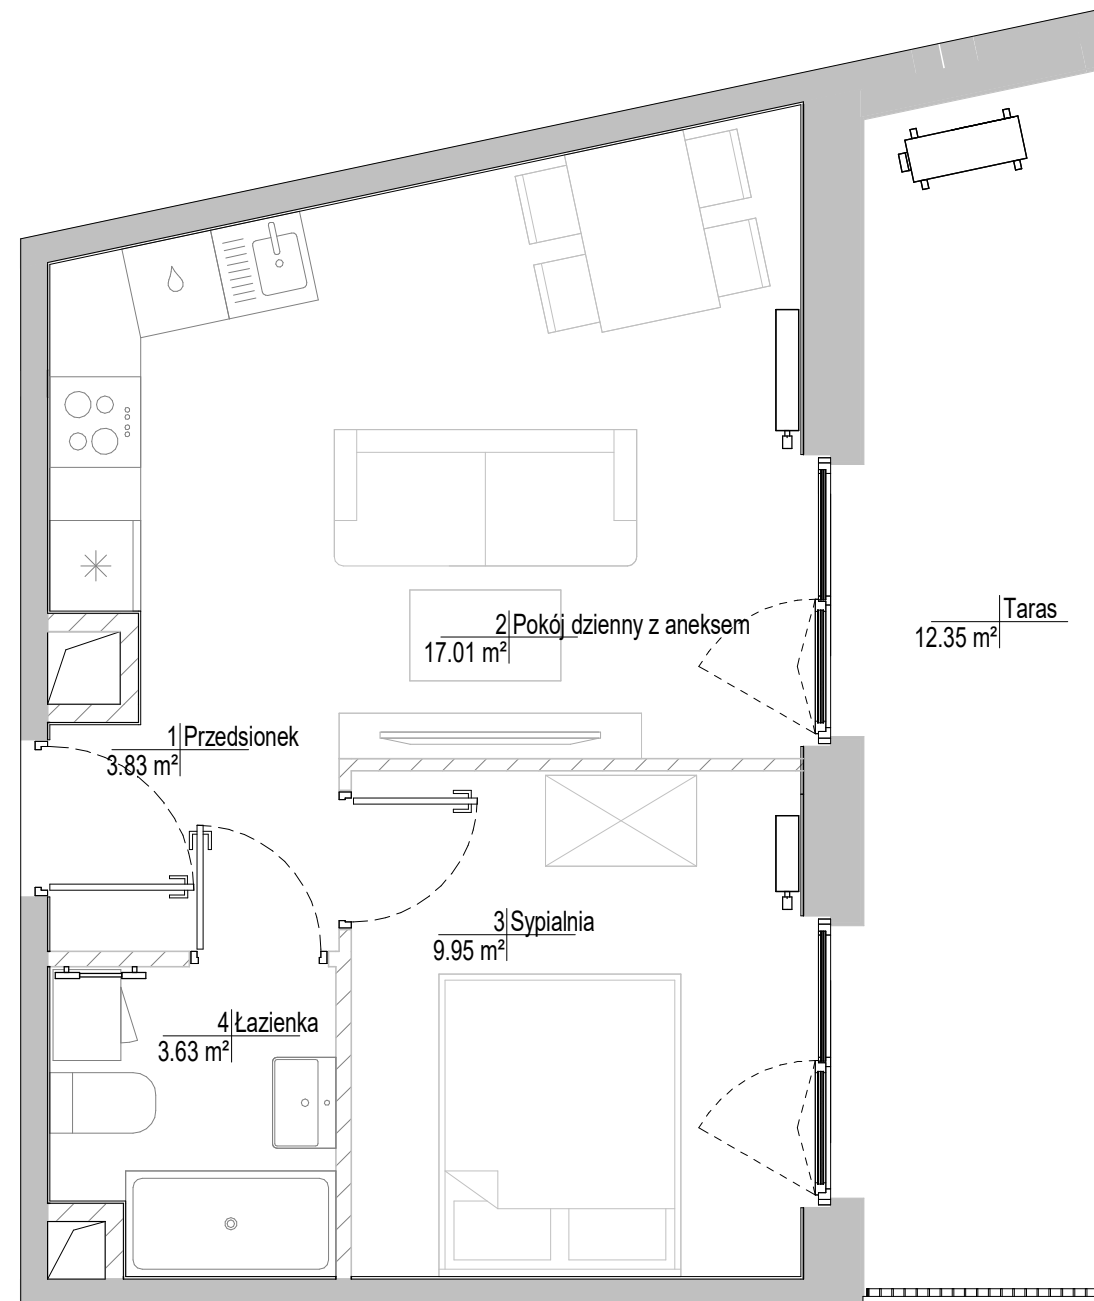 2 Pokój dzienny z aneksem
17.01 m²
Taras
12.35 m²
1 Przedsionek
3.83 m²
3 Sypialnia
9.95 m²
4 Łazienka
3.63 m²